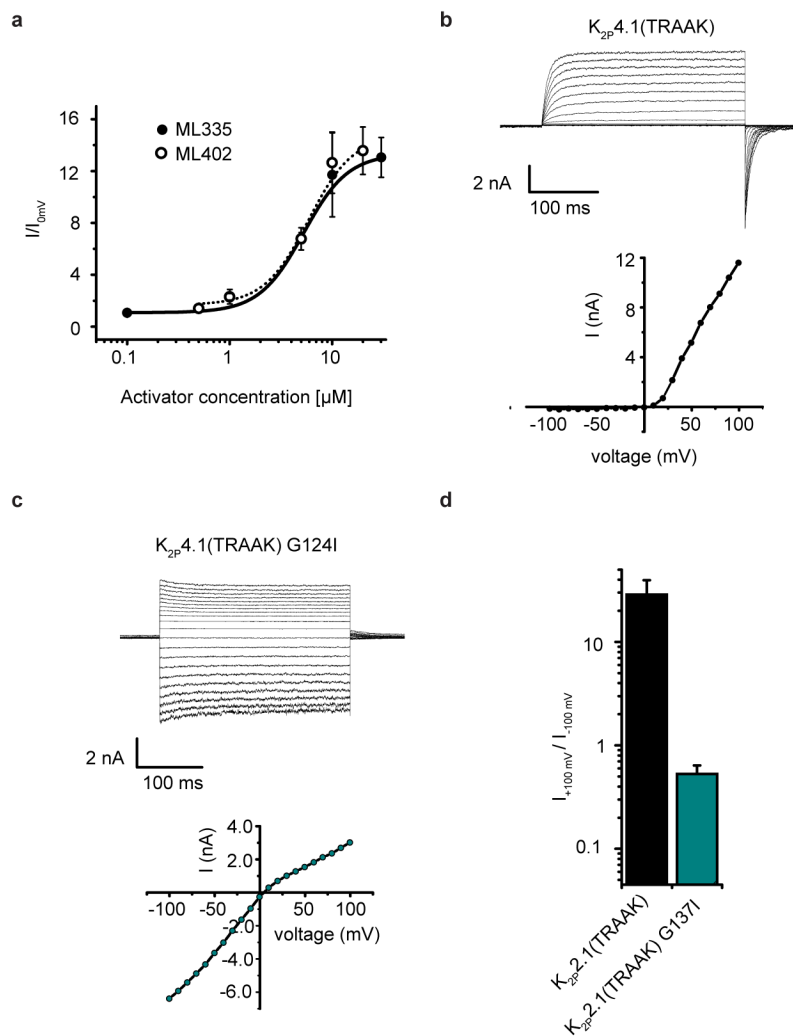 a
16
12
8
4
0
0.1
1
10
I/I0mV
Activator concentration [µM]
ML335
ML402
b
K2P4.1(TRAAK)
2 nA
100 ms
12
8
4
I (nA)
-100
-50
50
100
voltage (mV)
c
K2P4.1(TRAAK) G124I
2 nA
100 ms
4.0
2.0
-2.0
-4.0
-6.0
I (nA)
-100
-50
50
100
voltage (mV)
d
10
1
0.1
I+100 mV / I-100 mV
K2P2.1(TRAAK)
K2P2.1(TRAAK) G137I